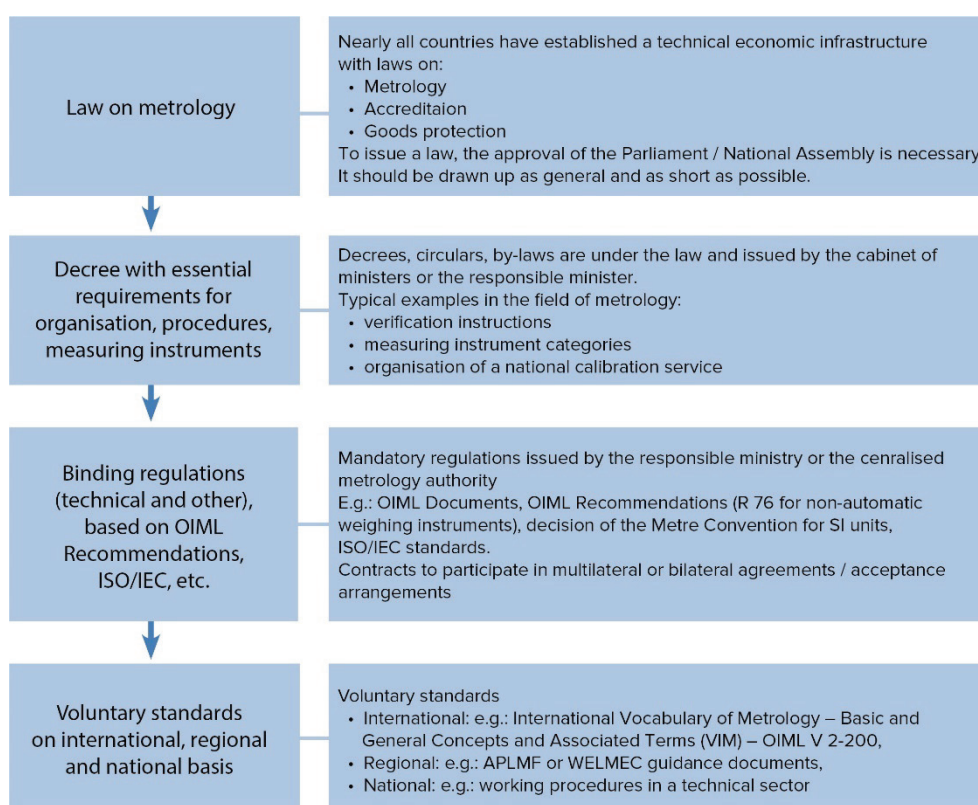 Law on metrology
Nearly all countries have established a technical economic infrastructure
with laws on:
• Metrology
• Accreditaion
• Goods protection
To issue a law, the approval of the Parliament / National Assembly is necessary
It should be drawn up as general and as short as possible.
Decree with essential
requirements for
organisation, procedures,
measuring instruments
Decrees, circulars, by-laws are under the law and issued by the cabinet of
ministers or the responsible minister.
Typical examples in the field of metrology:
• verification instructions
• measuring instrument categories
• organisation of a national calibration service
Binding regulations
(technical and other),
based on OIML
Recommendations,
ISO/IEC, etc.
Mandatory regulations issued by the responsible ministry or the cenralised
metrology authority
E.g.: OIML Documents, OIML Recommendations (R 76 for non-automatic
weighing instruments), decision of the Metre Convention for SI units,
ISO/IEC standards.
Contracts to participate in multilateral or bilateral agreements / acceptance
arrangements
Voluntary standards
on international, regional
and national basis
Voluntary standards
• International: e.g.: International Vocabulary of Metrology – Basic and
General Concepts and Associated Terms (VIM) – OIML V 2-200,
• Regional: e.g.: APLMF or WELMEC guidance documents,
• National: e.g.: working procedures in a technical sector